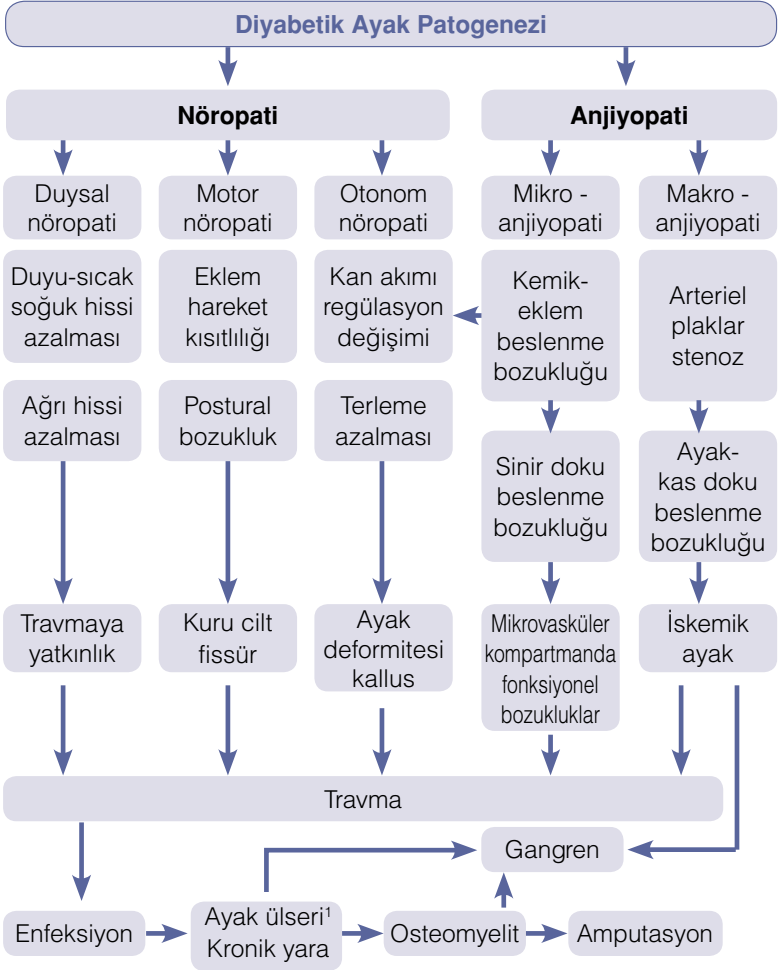 Diyabetik Ayak Patogenezi
Nöropati
Anjiyopati
Duysal
nöropati
Motor
nöropati
Otonom
nöropati
Mikro -
anjiyopati
Makro -
anjiyopati
Duyu-sıcak
soğuk hissi
azalması
Eklem
hareket
kısıtlılığı
Kan akımı
regülasyon
değişimi
Kemik-
eklem
beslenme
bozukluğu
Arteriel
plaklar
stenoz
Ağrı hissi
azalması
Postural
bozukluk
Terleme
azalması
Sinir doku
beslenme
bozukluğu
Ayak-
kas doku
beslenme
bozukluğu
Travmaya
yatkınlık
Kuru cilt
fissür
Ayak
deformitesi
kallus
Mikrovasküler
kompartmanda
fonksiyonel
bozukluklar
İskemik
ayak
Travma
Gangren
Enfeksiyon
Ayak ülseri¹
Kronik yara
Osteomyelit
Amputasyon